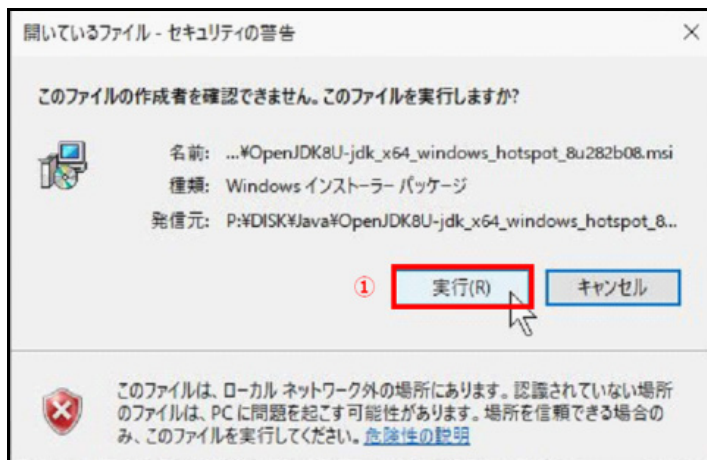 開いているファイル - セキュリティの警告
このファイルの作成者を確認できません。このファイルを実行しますか?
名前: ...¥OpenJDK8U-jdk_x64_windows_hotspot_8u282b08.msi
種類: Windows インストーラー パッケージ
発信元: P:¥DISK¥Java¥OpenJDK8U-jdk_x64_windows_hotspot_8...
① 実行(R) キャンセル
このファイルは、ローカル ネットワーク外の場所にあります。認識されていない場所
のファイルは、PC に問題を起こす可能性があります。場所を信頼できる場合の
み、このファイルを実行してください。危険性の説明